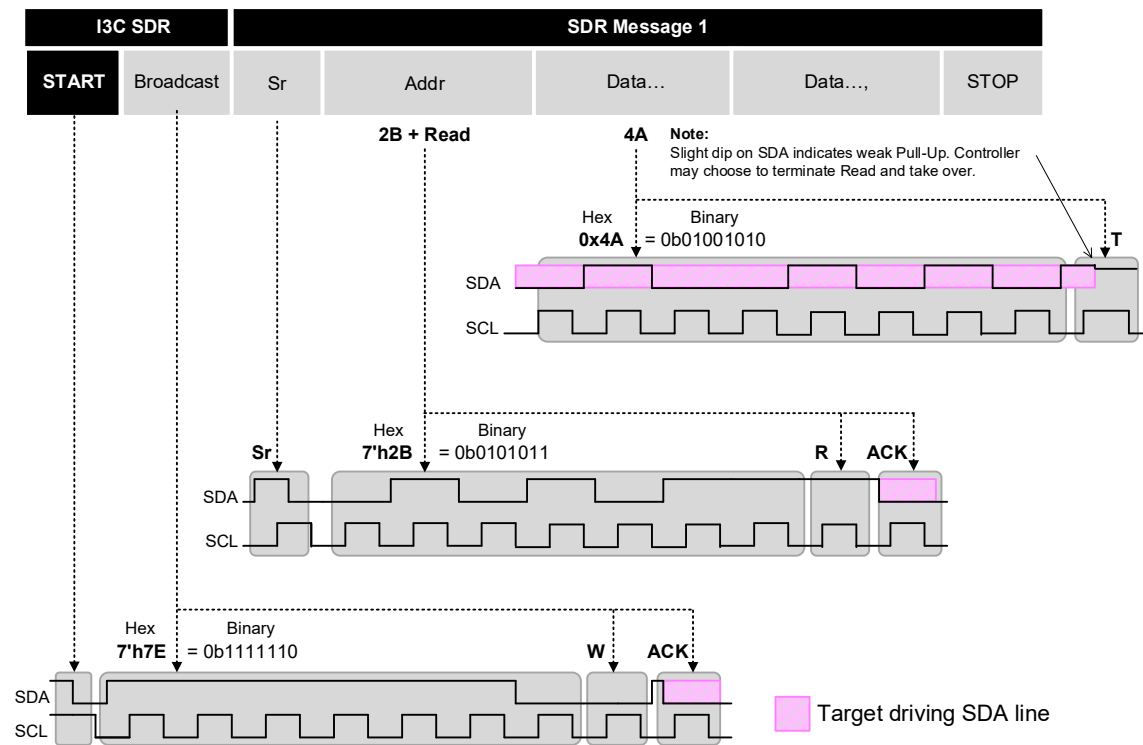 I3C SDR
SDR Message 1
START
Broadcast
Sr
Addr
Data…
Data…,
STOP
2B + Read
4A
Note:
Slight dip on SDA indicates weak Pull-Up. Controller
may choose to terminate Read and take over.
Hex
Binary
0x4A = 0b01001010
T
SDA
SCL
Hex
Binary
Sr
7'h2B = 0b0101011
R
ACK
SDA
SCL
Hex
Binary
7'h7E = 0b1111110
W
ACK
SDA
SCL
Target driving SDA line